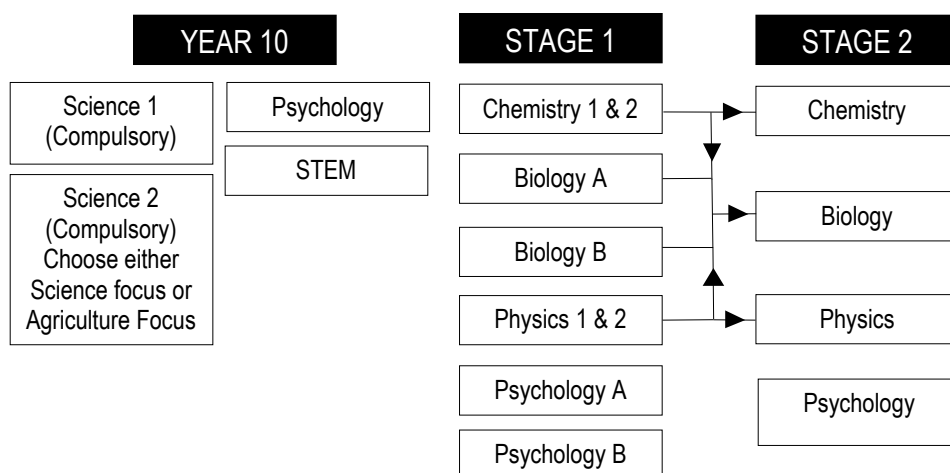 YEAR 10
Science 1
(Compulsory)
Science 2
(Compulsory)
Choose either
Science focus or
Agriculture Focus
Psychology
STEM
STAGE 1
Chemistry 1 & 2
Biology A
Biology B
Physics 1 & 2
Psychology A
Psychology B
STAGE 2
Chemistry
Biology
Physics
Psychology